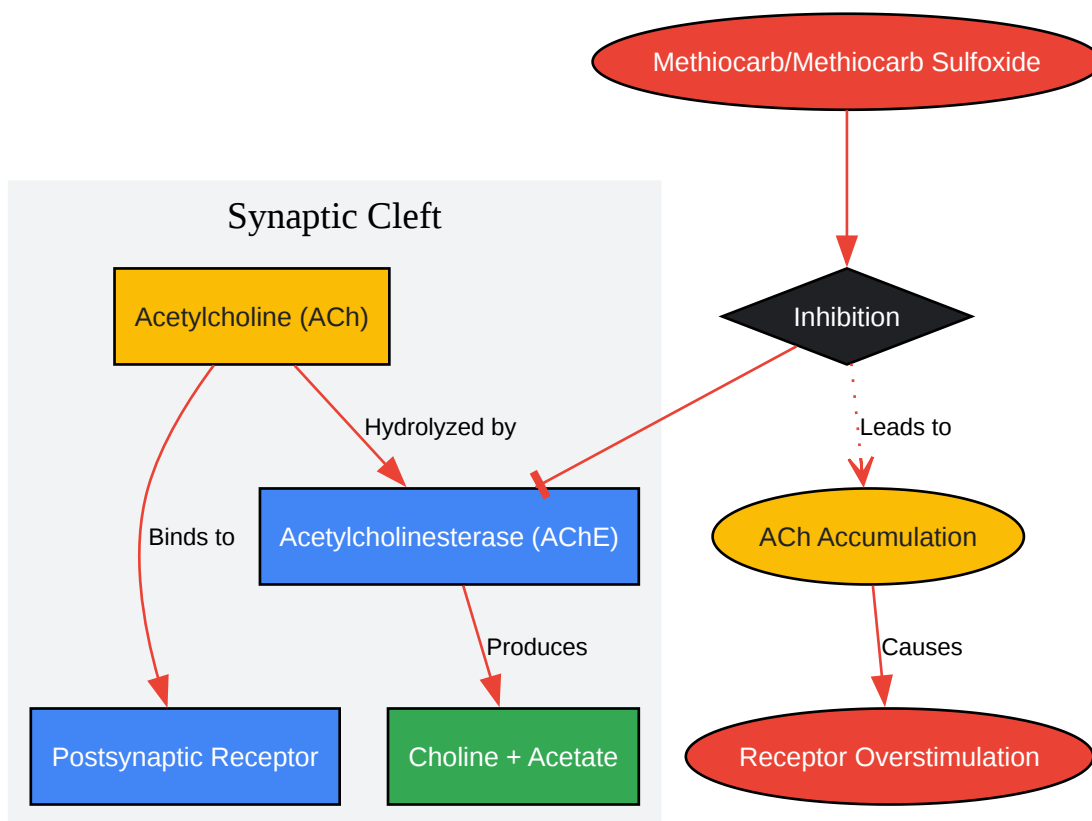 Methiocarb/Methiocarb Sulfoxide
Synaptic Cleft
Acetylcholine (ACh)
Inhibition
Hydrolyzed by
Leads to
Binds to
Acetylcholinesterase (AChE)
ACh Accumulation
Produces
Causes
Postsynaptic Receptor
Choline + Acetate
Receptor Overstimulation